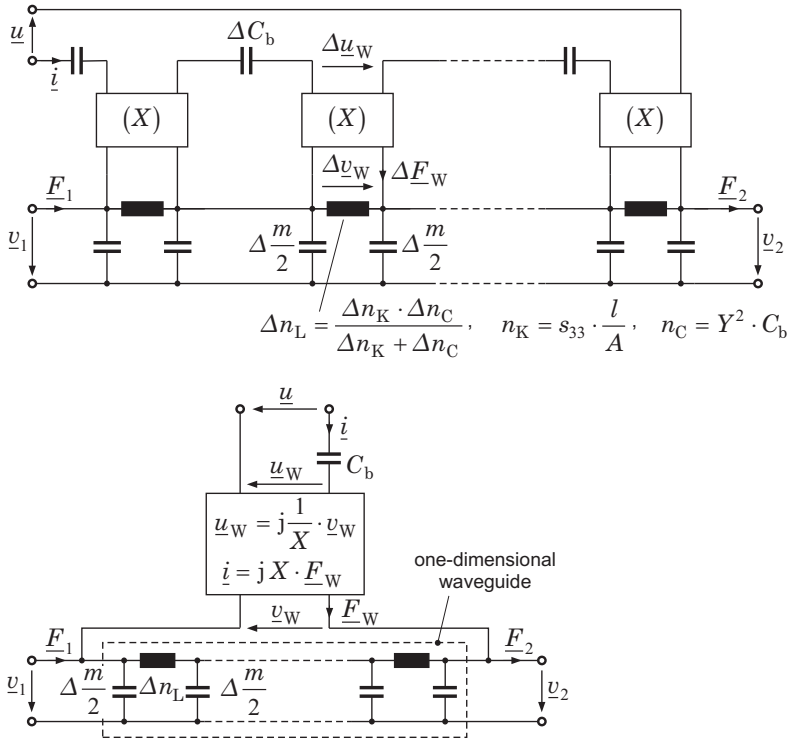 u
i
ΔC_b
Δu_W
(X)
(X)
(X)
F_1
Δv_W
ΔF_W
F_2
v_1
Δ m/2
Δ m/2
v_2
Δn_L = (Δn_K · Δn_C)/(Δn_K + Δn_C), n_K = s_33 · l/A, n_C = Y² · C_b
u
i
u_W
C_b
u_W = j 1/X · v_W
i = j X · F_W
one-dimensional
waveguide
v_W
F_W
F_1
F_2
v_1
Δ m/2
Δn_L
Δ m/2
v_2